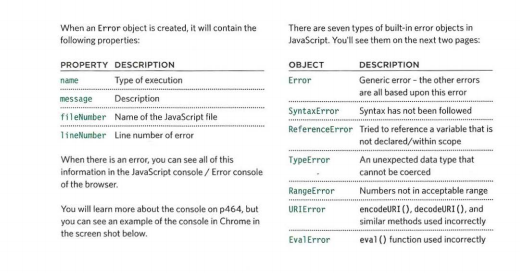 When an Error object is created, it will contain the
following properties:
PROPERTY DESCRIPTION
name Type of execution
message Description
fileNumber Name of the JavaScript file
lineNumber Line number of error
When there is an error, you can see all of this
information in the JavaScript console / Error console
of the browser.
You will learn more about the console on p464, but
you can see an example of the console in Chrome in
the screen shot below.
There are seven types of built-in error objects in
JavaScript. You'll see them on the next two pages:
OBJECT DESCRIPTION
Error Generic error - the other errors
are all based upon this error
SyntaxError Syntax has not been followed
ReferenceError Tried to reference a variable that is
not declared/within scope
TypeError An unexpected data type that
cannot be coerced
RangeError Numbers not in acceptable range
URIError encodeURI(), decodeURI(), and
similar methods used incorrectly
EvalError eval() function used incorrectly